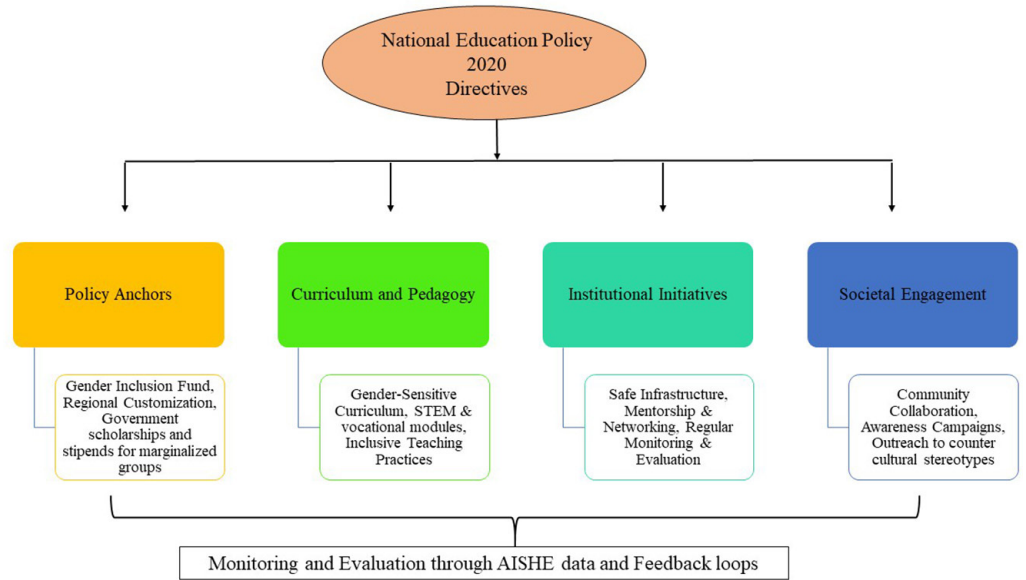 National Education Policy
2020
Directives
Policy Anchors
Curriculum and Pedagogy
Institutional Initiatives
Societal Engagement
Gender Inclusion Fund,
Regional Customization,
Government
scholarships and
stipends for marginalized
groups
Gender-Sensitive
Curriculum, STEM &
vocational modules,
Inclusive Teaching
Practices
Safe Infrastructure,
Mentorship &
Networking, Regular
Monitoring &
Evaluation
Community
Collaboration,
Awareness Campaigns,
Outreach to counter
cultural stereotypes
Monitoring and Evaluation through AISHE data and Feedback loops